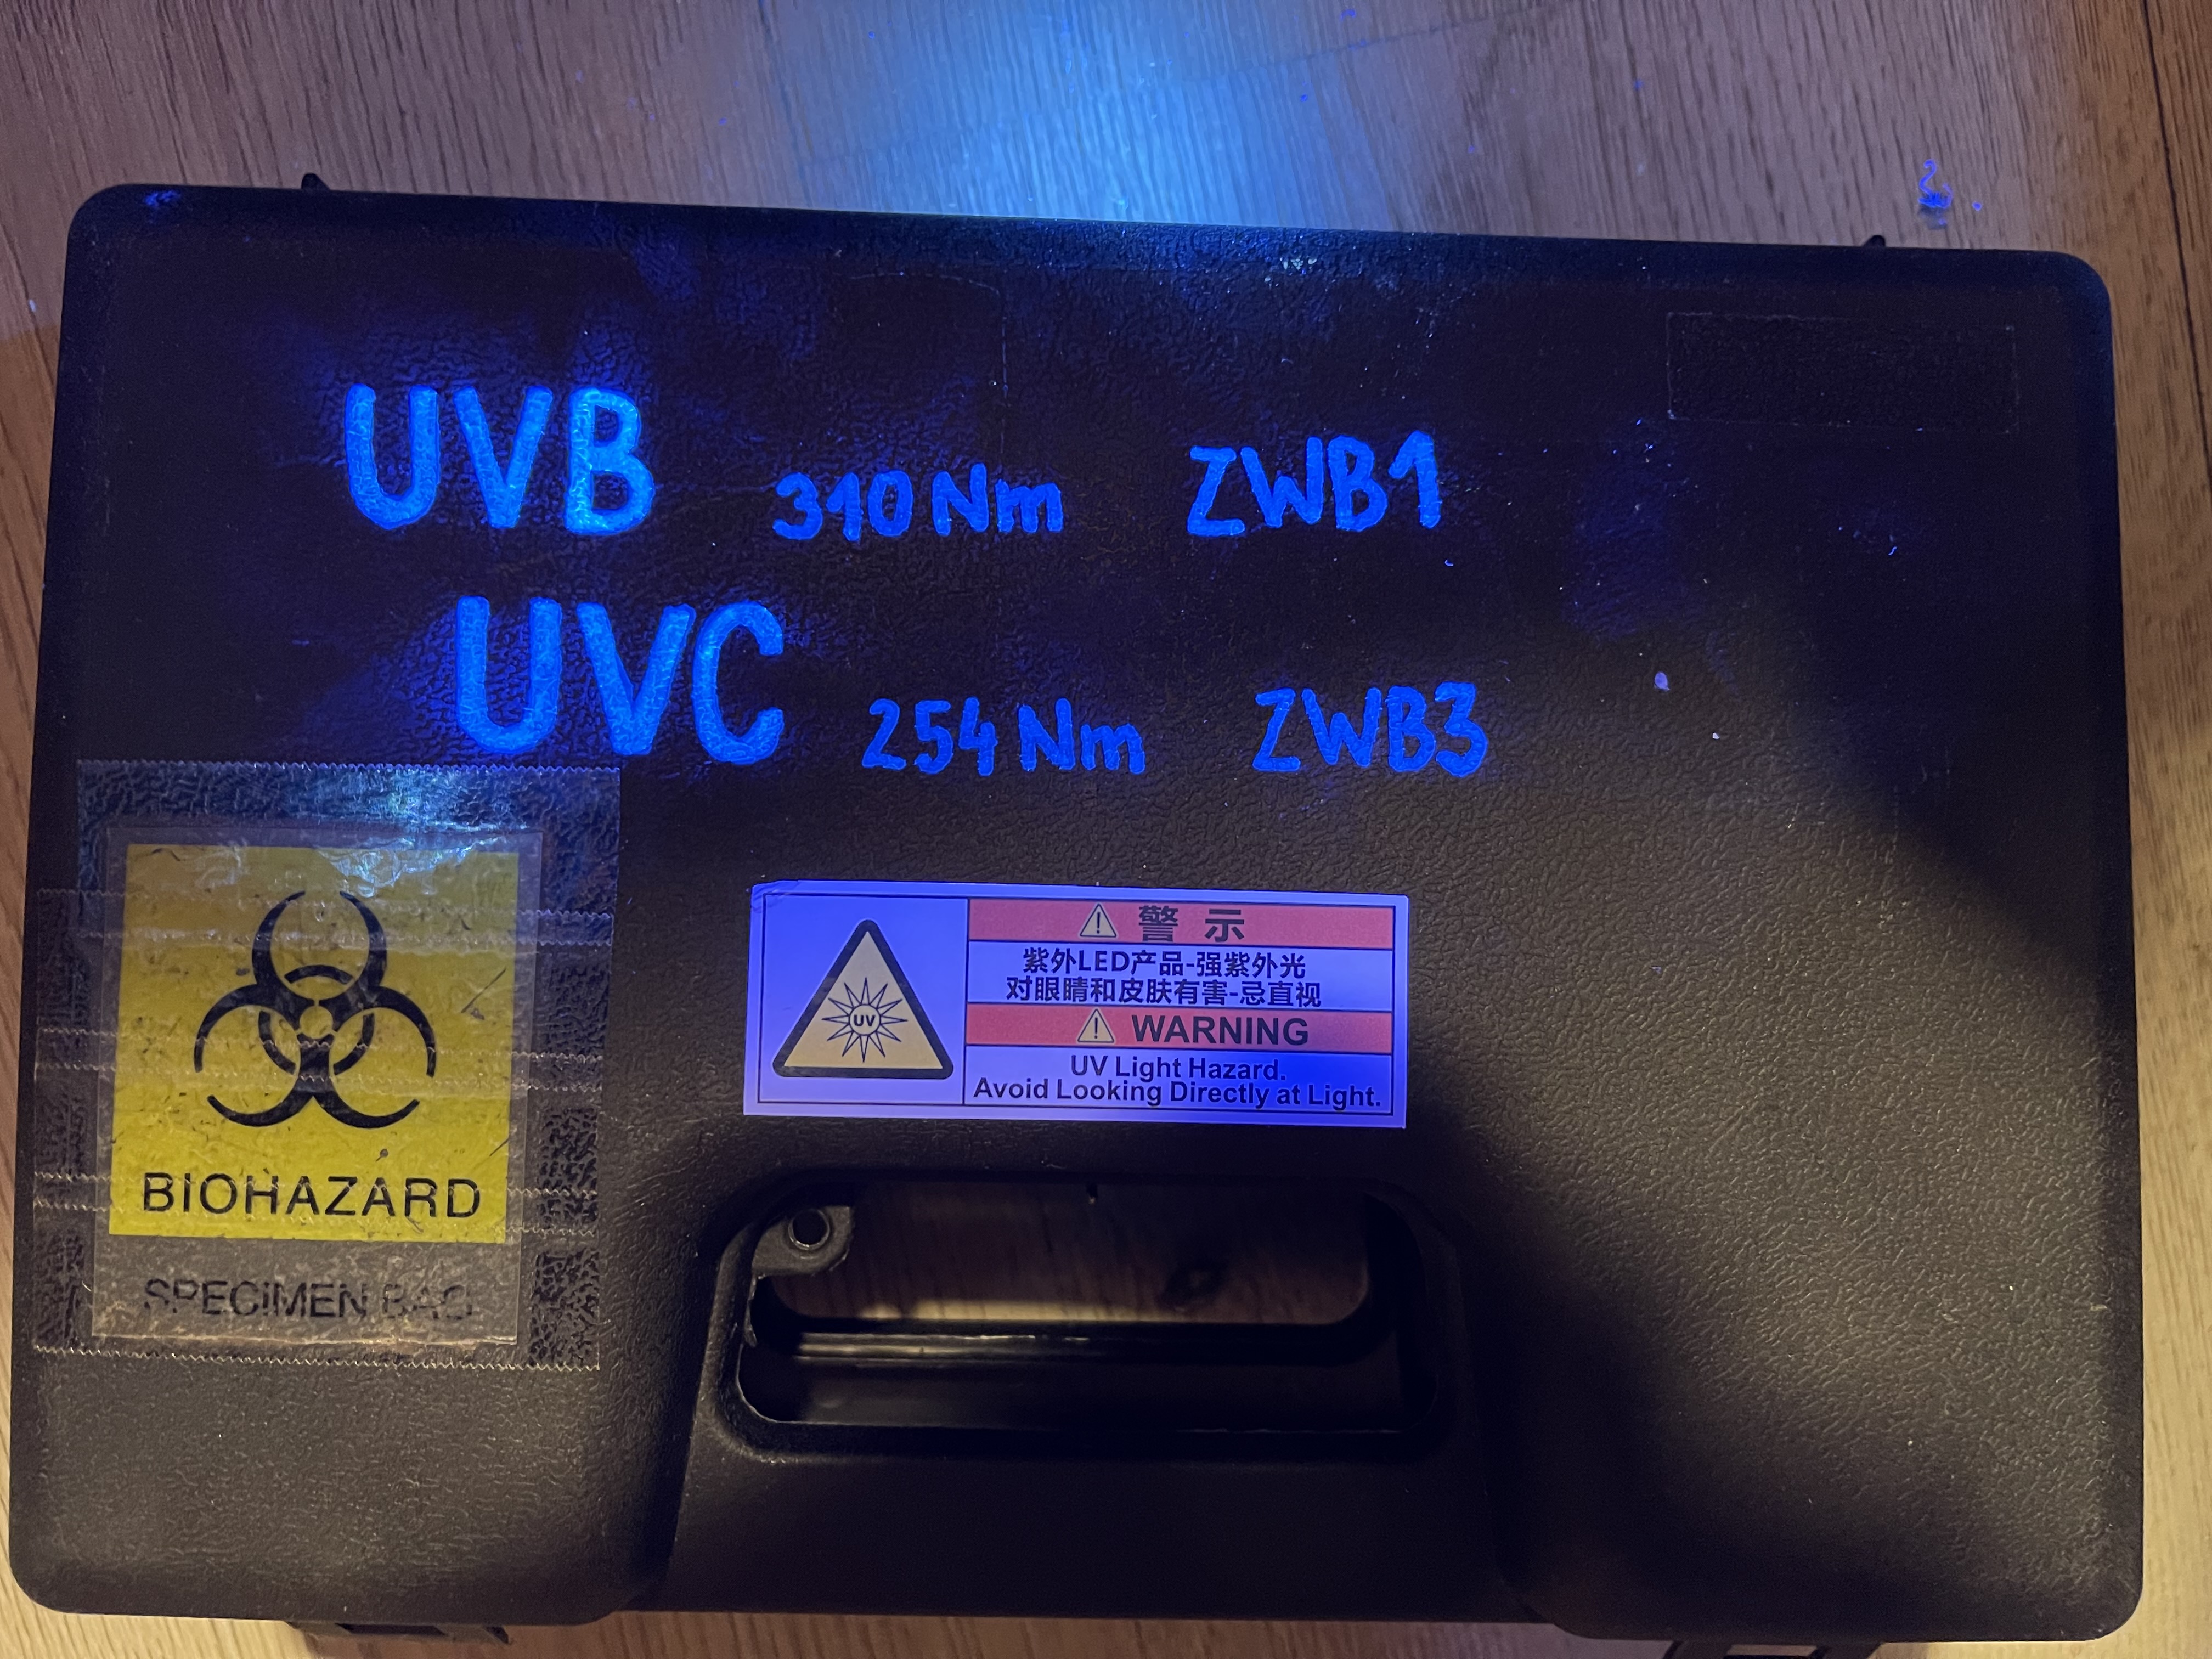 UVB 310 Nm ZWB1
UVC 254 Nm ZWB3
警 示
紫外LED产品-强紫外光
对眼睛和皮肤有害-忌直视
WARNING
UV
UV Light Hazard.
Avoid Looking Directly at Light.
BIOHAZARD
SPECIMEN BAG